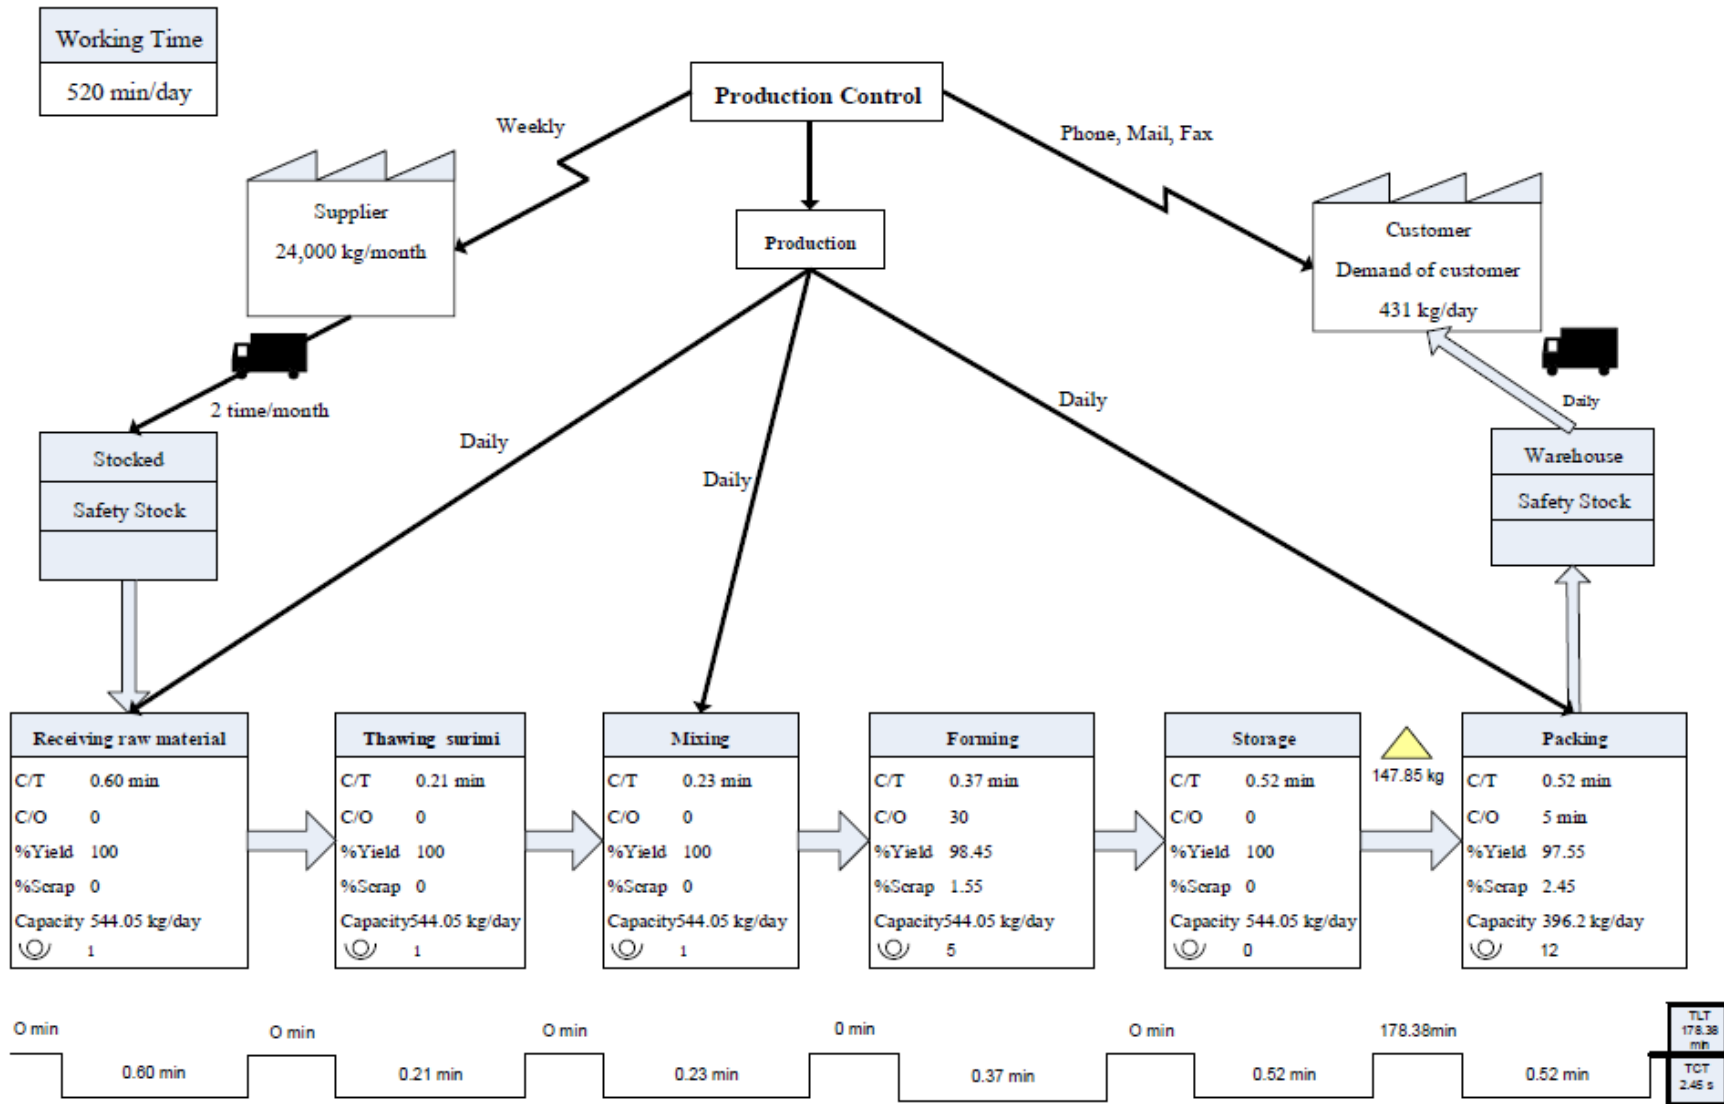 Working Time
520 min/day
Production Control
Weekly
Phone, Mail, Fax
Supplier
24,000 kg/month
Production
Customer
Demand of customer
431 kg/day
2 time/month
Daily
Daily
Daily
Daily
Stocked
Safety Stock
Warehouse
Safety Stock
Receiving raw material
C/T 0.60 min
C/O 0
%Yield 100
%Scrap 0
Capacity 544.05 kg/day
1
Thawing surimi
C/T 0.21 min
C/O 0
%Yield 100
%Scrap 0
Capacity 544.05 kg/day
1
Mixing
C/T 0.23 min
C/O 0
%Yield 100
%Scrap 0
Capacity 544.05 kg/day
1
Forming
C/T 0.37 min
C/O 30
%Yield 98.45
%Scrap 1.55
Capacity 544.05 kg/day
5
Storage
C/T 0.52 min
C/O 0
%Yield 100
%Scrap 0
Capacity 544.05 kg/day
0
147.85 kg
Packing
C/T 0.52 min
C/O 5 min
%Yield 97.55
%Scrap 2.45
Capacity 396.2 kg/day
12
O min
O min
O min
0 min
O min
178.38min
0.60 min
0.21 min
0.23 min
0.37 min
0.52 min
0.52 min
TLT
178.38
min
TCT
2.45 s